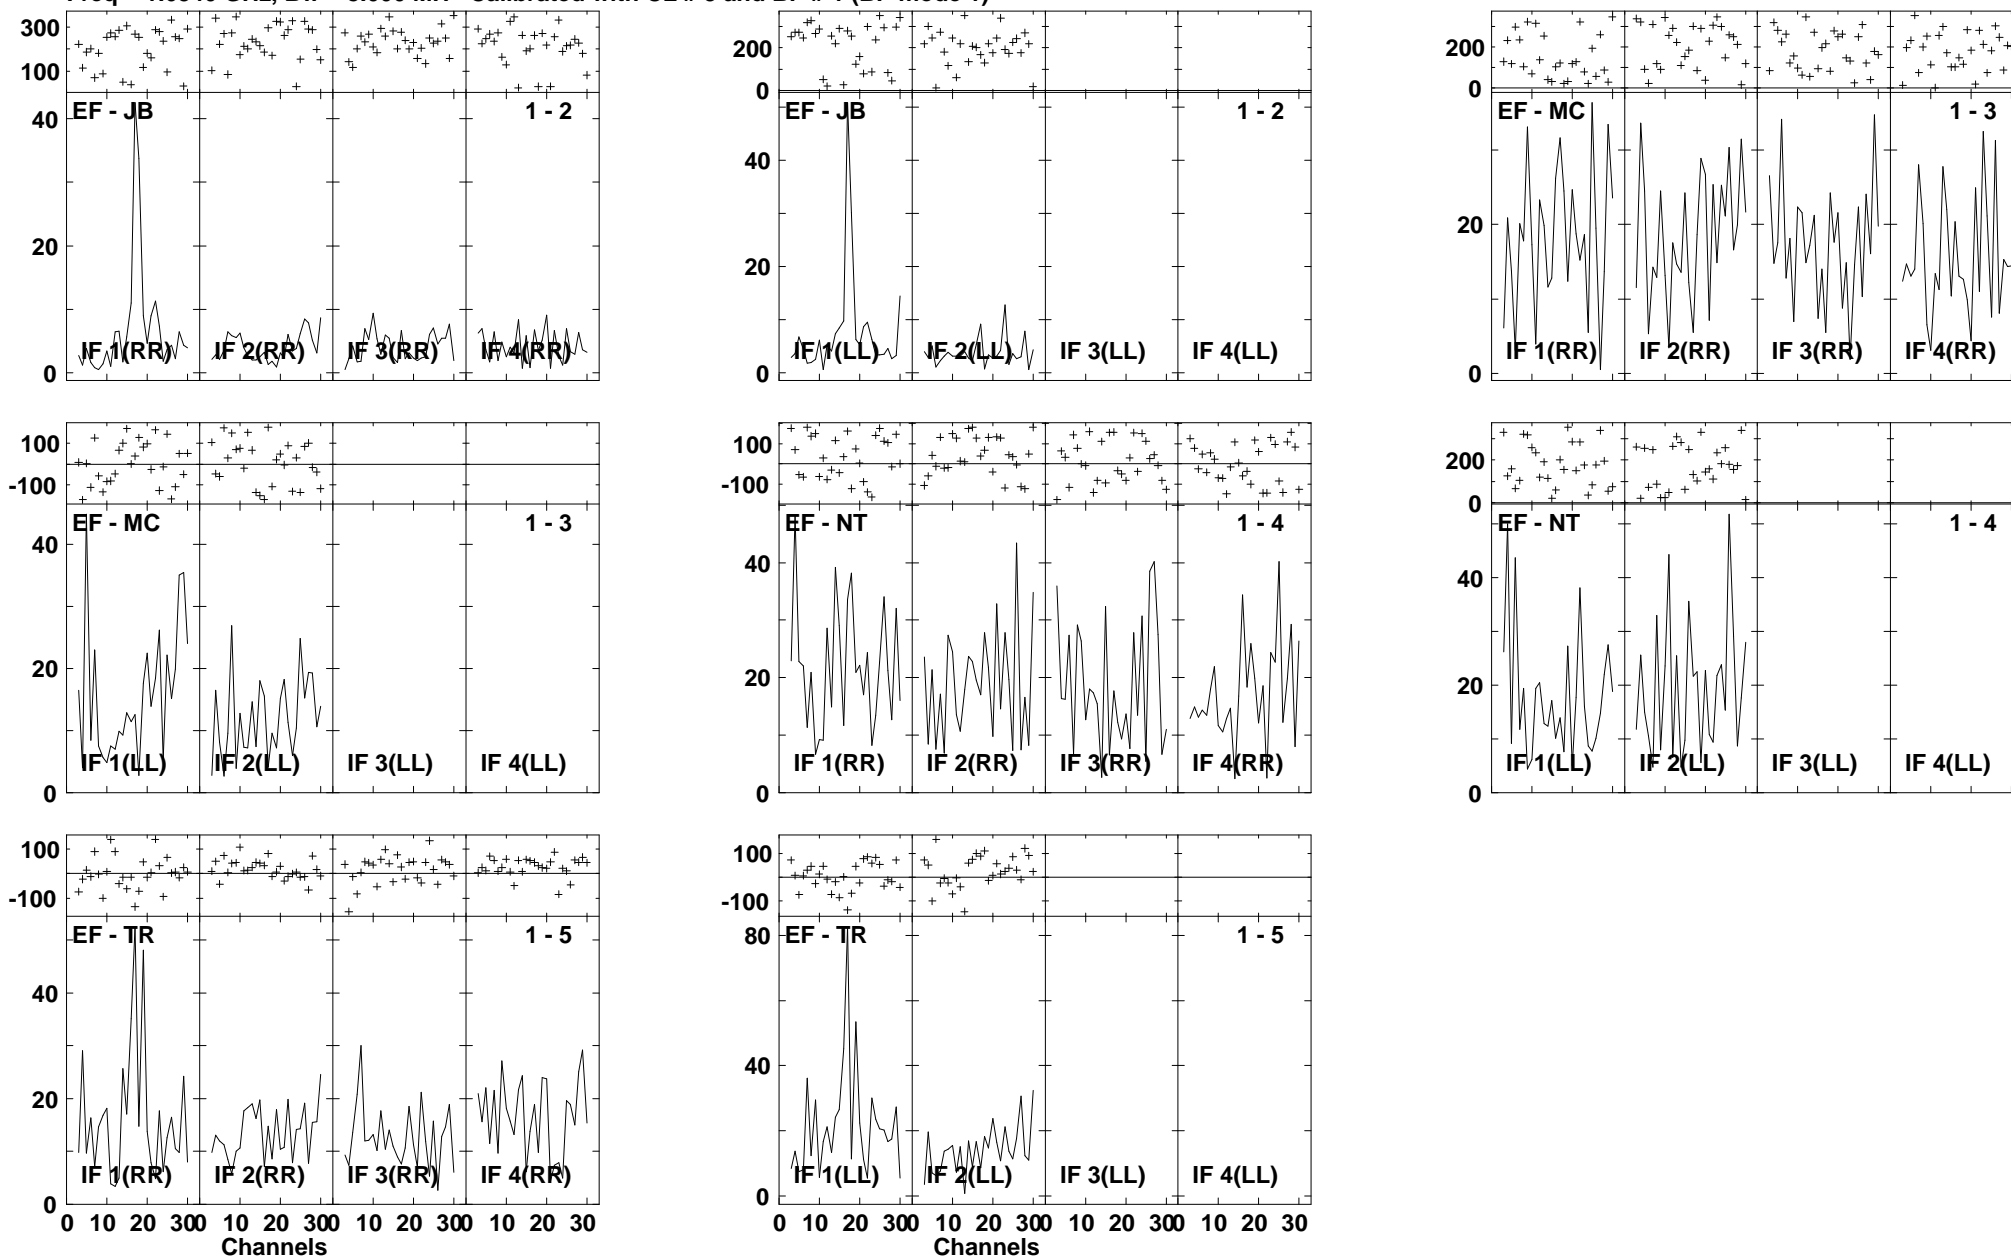 300 200 200
100 0 0
EF - JB 1 - 2 EF - JB 1 - 2 EF - MC 1 - 3
40 40
20 20 20
IF 1(RR) IF 2(RR) IF 3(RR) IF 4(RR) IF 1(LL) IF 2(LL) IF 3(LL) IF 4(LL) IF 1(RR) IF 2(RR) IF 3(RR) IF 4(RR)
0 0 0
100 100 200
-100 -100 0
EF - MC 1 - 3 EF - NT 1 - 4 EF - NT 1 - 4
40 40 40
20 20 20
IF 1(LL) IF 2(LL) IF 3(LL) IF 4(LL) IF 1(RR) IF 2(RR) IF 3(RR) IF 4(RR) IF 1(LL) IF 2(LL) IF 3(LL) IF 4(LL)
0 0 0
100 100
-100 -100
EF - TR 1 - 5 EF - TR 1 - 5
40 80
20 40
IF 1(RR) IF 2(RR) IF 3(RR) IF 4(RR) IF 1(LL) IF 2(LL) IF 3(LL) IF 4(LL)
0 0
0 10 20 30 0 10 20 30 0 10 20 30 0 10 20 30 0 10 20 30 0 10 20 30 0 10 20 30 0 10 20 30
Channels Channels